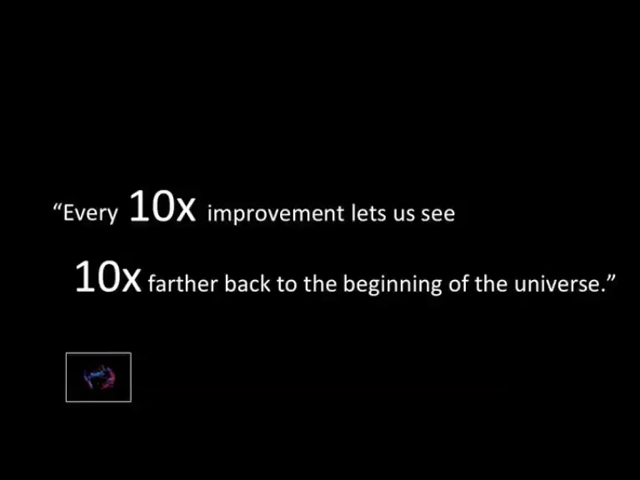 “Every 10x improvement lets us see
10x farther back to the beginning of the universe.”